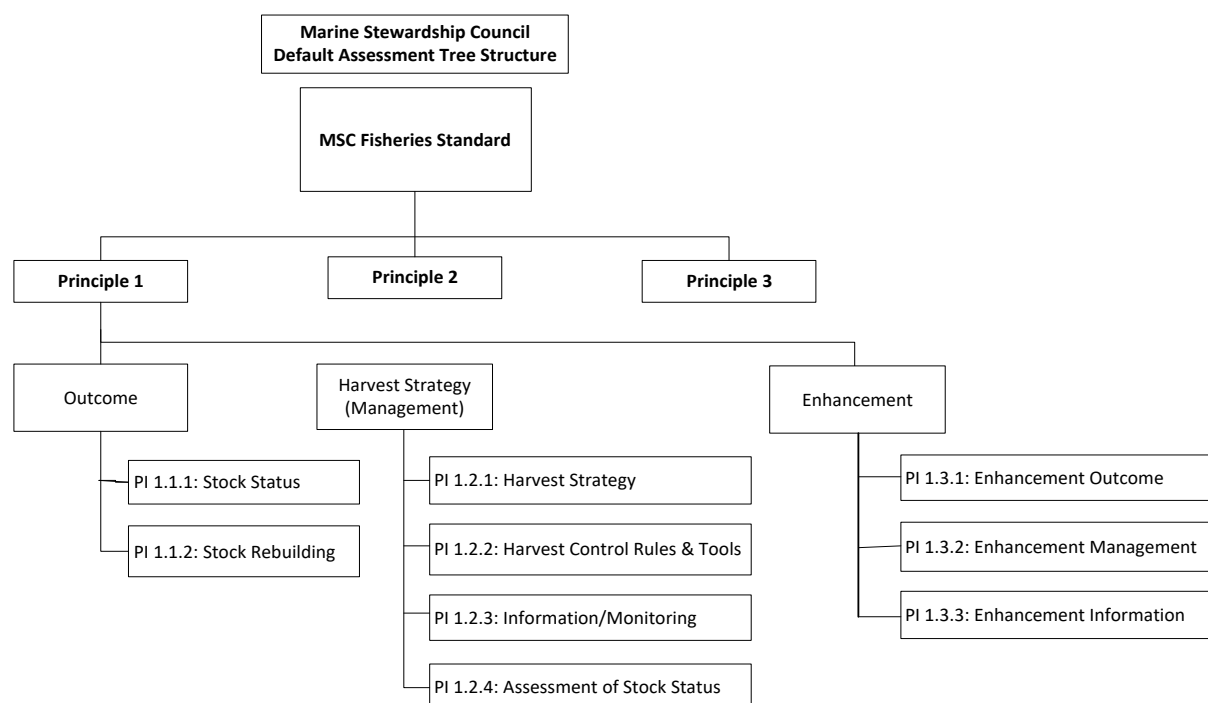 Marine Stewardship Council
Default Assessment Tree Structure
MSC Fisheries Standard
Principle 1
Principle 2
Principle 3
Outcome
Harvest Strategy
(Management)
Enhancement
PI 1.1.1: Stock Status
PI 1.1.2: Stock Rebuilding
PI 1.2.1: Harvest Strategy
PI 1.2.2: Harvest Control Rules & Tools
PI 1.2.3: Information/Monitoring
PI 1.2.4: Assessment of Stock Status
PI 1.3.1: Enhancement Outcome
PI 1.3.2: Enhancement Management
PI 1.3.3: Enhancement Information